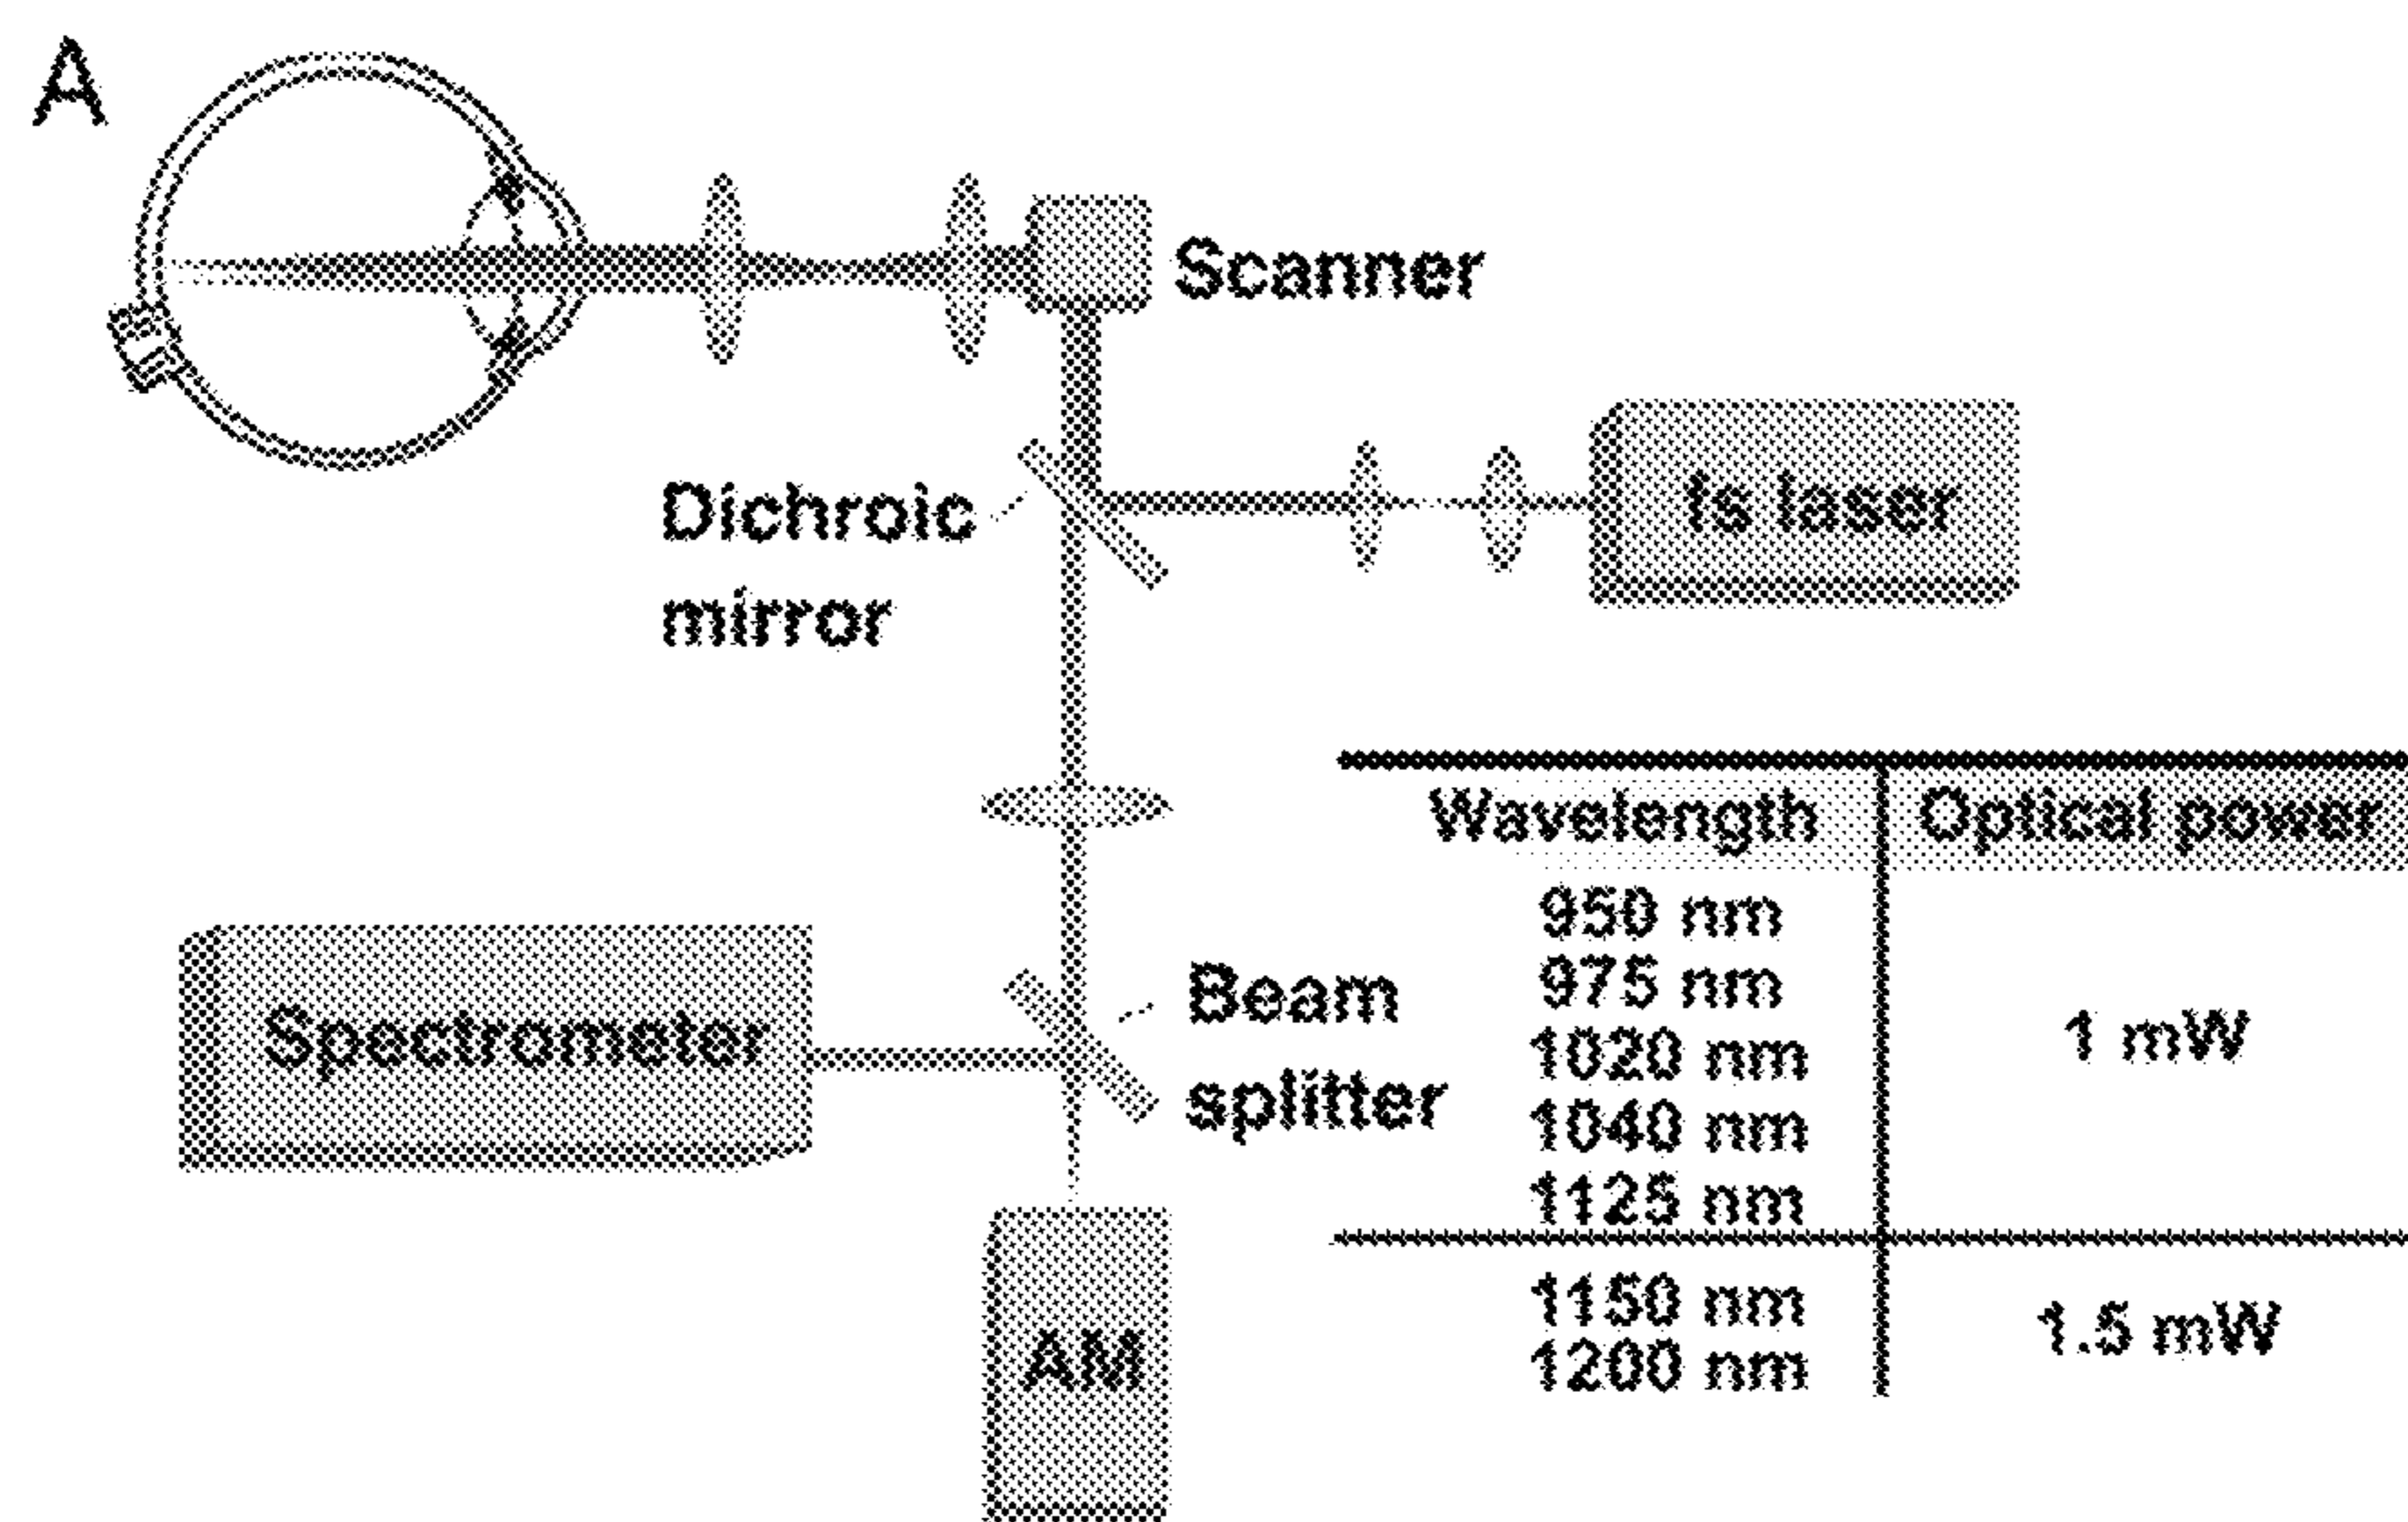 A
Scanner
Dichroic
mirror
fs laser
Wavelength
Optical power
950 nm
975 nm
1020 nm
1040 nm
1125 nm
1 mW
Spectrometer
Beam
splitter
1150 nm
1200 nm
1.5 mW
AM